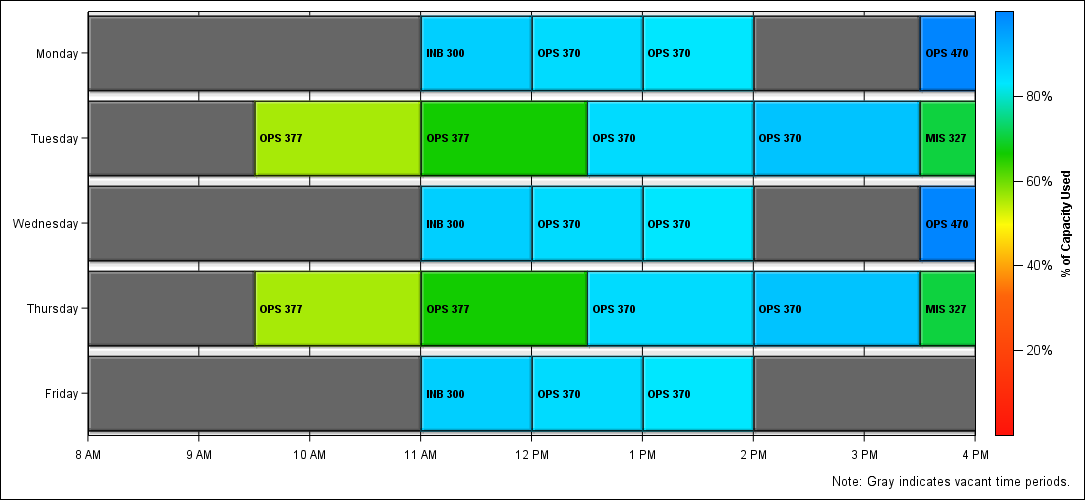 Monday
INB 300
OPS 370
OPS 370
OPS 470
Tuesday
OPS 377
OPS 377
OPS 370
OPS 370
MIS 327
Wednesday
INB 300
OPS 370
OPS 370
OPS 470
Thursday
OPS 377
OPS 377
OPS 370
OPS 370
MIS 327
Friday
INB 300
OPS 370
OPS 370
8 AM
9 AM
10 AM
11 AM
12 PM
1 PM
2 PM
3 PM
4 PM
80%
60%
40%
20%
% of Capacity Used
Note: Gray indicates vacant time periods.